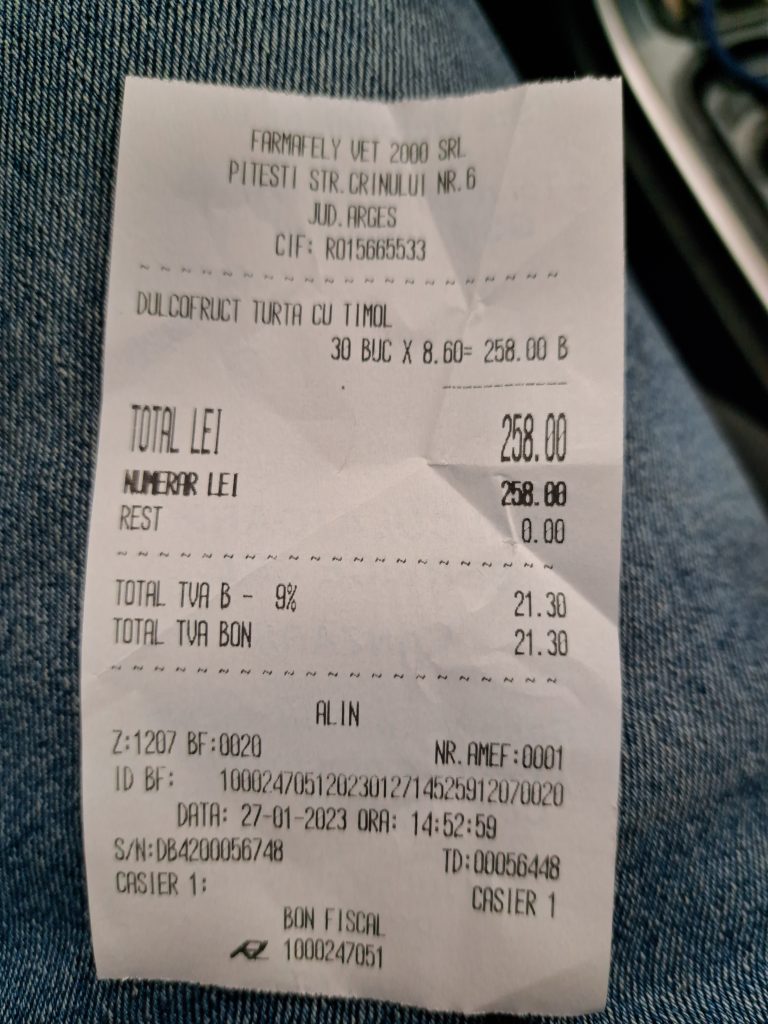 FARMAFELY VET 2000 SRL
PITESTI STR.CRINULUI NR.6
JUD.ARGES
CIF: RO15665533
DULCOFRUCT TURTA CU TIMOL
30 BUC X 8.60= 258.00 B
TOTAL LEI 258.00
NUMERAR LEI 258.00
REST 0.00
TOTAL TVA B - 9% 21.30
TOTAL TVA BON 21.30
ALIN
Z:1207 BF:0020 NR.AMEF:0001
ID BF: 10002470512023012714525912070020
DATA: 27-01-2023 ORA: 14:52:59
S/N:DB4200056748 TD:00056448
CASIER 1: CASIER 1
BON FISCAL
1000247051